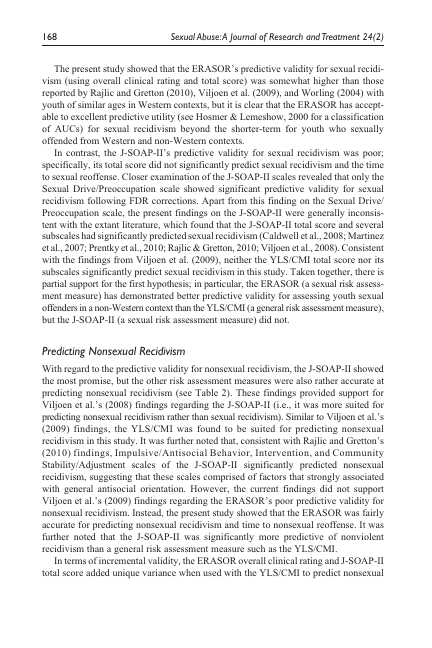 168 Sexual Abuse: A Journal of Research and Treatment 24(2)
The present study showed that the ERASOR's predictive validity for sexual recidi-
vism (using overall clinical rating and total score) was somewhat higher than those
reported by Rajlic and Gretton (2010), Viljoen et al. (2009), and Worling (2004) with
youth of similar ages in Western contexts, but it is clear that the ERASOR has accept-
able to excellent predictive utility (see Hosmer & Lemeshow, 2000 for a classification
of AUCs) for sexual recidivism beyond the shorter-term for youth who sexually
offended from Western and non-Western contexts.
In contrast, the J-SOAP-II's predictive validity for sexual recidivism was poor;
specifically, its total score did not significantly predict sexual recidivism and the time
to sexual reoffense. Closer examination of the J-SOAP-II scales revealed that only the
Sexual Drive/Preoccupation scale showed significant predictive validity for sexual
recidivism following FDR corrections. Apart from this finding on the Sexual Drive/
Preoccupation scale, the present findings on the J-SOAP-II were generally inconsis-
tent with the extant literature, which found that the J-SOAP-II total score and several
subscales had significantly predicted sexual recidivism (Caldwell et al., 2008; Martinez
et al., 2007; Prentky et al., 2010; Rajlic & Gretton, 2010; Viljoen et al., 2008). Consistent
with the findings from Viljoen et al. (2009), neither the YLS/CMI total score nor its
subscales significantly predict sexual recidivism in this study. Taken together, there is
partial support for the first hypothesis; in particular, the ERASOR (a sexual risk assess-
ment measure) has demonstrated better predictive validity for assessing youth sexual
offenders in a non-Western context than the YLS/CMI (a general risk assessment measure),
but the J-SOAP-II (a sexual risk assessment measure) did not.
Predicting Nonsexual Recidivism
With regard to the predictive validity for nonsexual recidivism, the J-SOAP-II showed
the most promise, but the other risk assessment measures were also rather accurate at
predicting nonsexual recidivism (see Table 2). These findings provided support for
Viljoen et al.'s (2008) findings regarding the J-SOAP-II (i.e., it was more suited for
predicting nonsexual recidivism rather than sexual recidivism). Similar to Viljoen et al.'s
(2009) findings, the YLS/CMI was found to be suited for predicting nonsexual
recidivism in this study. It was further noted that, consistent with Rajlic and Gretton's
(2010) findings, Impulsive/Antisocial Behavior, Intervention, and Community
Stability/Adjustment scales of the J-SOAP-II significantly predicted nonsexual
recidivism, suggesting that these scales comprised of factors that strongly associated
with general antisocial orientation. However, the current findings did not support
Viljoen et al.'s (2009) findings regarding the ERASOR's poor predictive validity for
nonsexual recidivism. Instead, the present study showed that the ERASOR was fairly
accurate for predicting nonsexual recidivism and time to nonsexual reoffense. It was
further noted that the J-SOAP-II was significantly more predictive of nonviolent
recidivism than a general risk assessment measure such as the YLS/CMI.
In terms of incremental validity, the ERASOR overall clinical rating and J-SOAP-II
total score added unique variance when used with the YLS/CMI to predict nonsexual